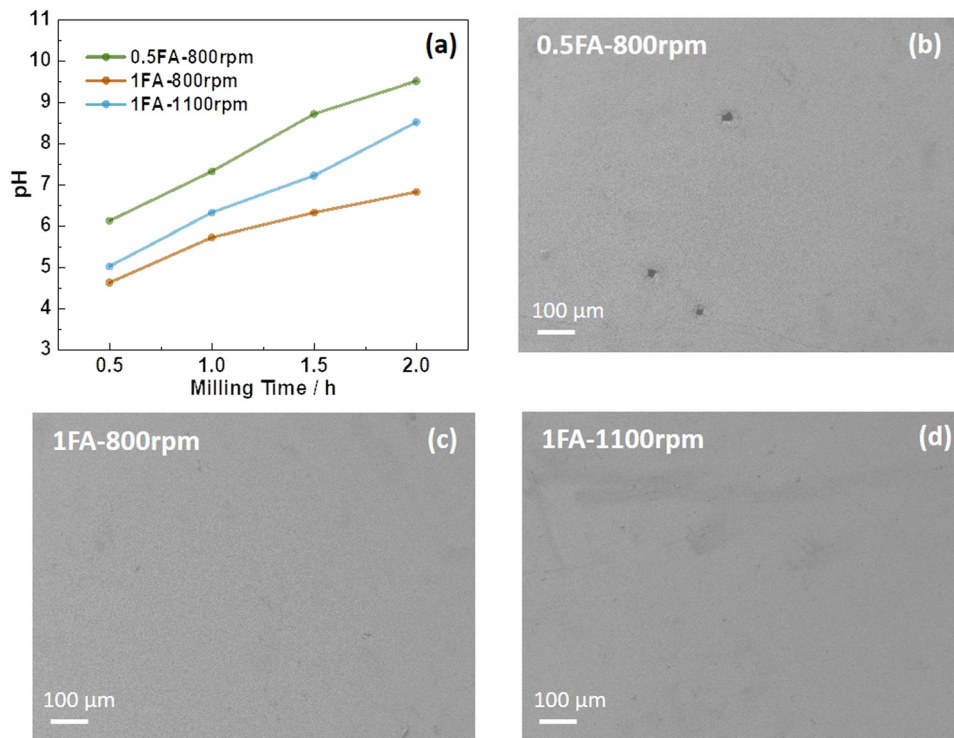 11
10
9
8
7
6
5
4
3
pH
0.5FA-800rpm
1FA-800rpm
1FA-1100rpm
(a)
0.5 1.0 1.5 2.0
Milling Time / h
0.5FA-800rpm (b)
100 μm
1FA-800rpm (c)
100 μm
1FA-1100rpm (d)
100 μm